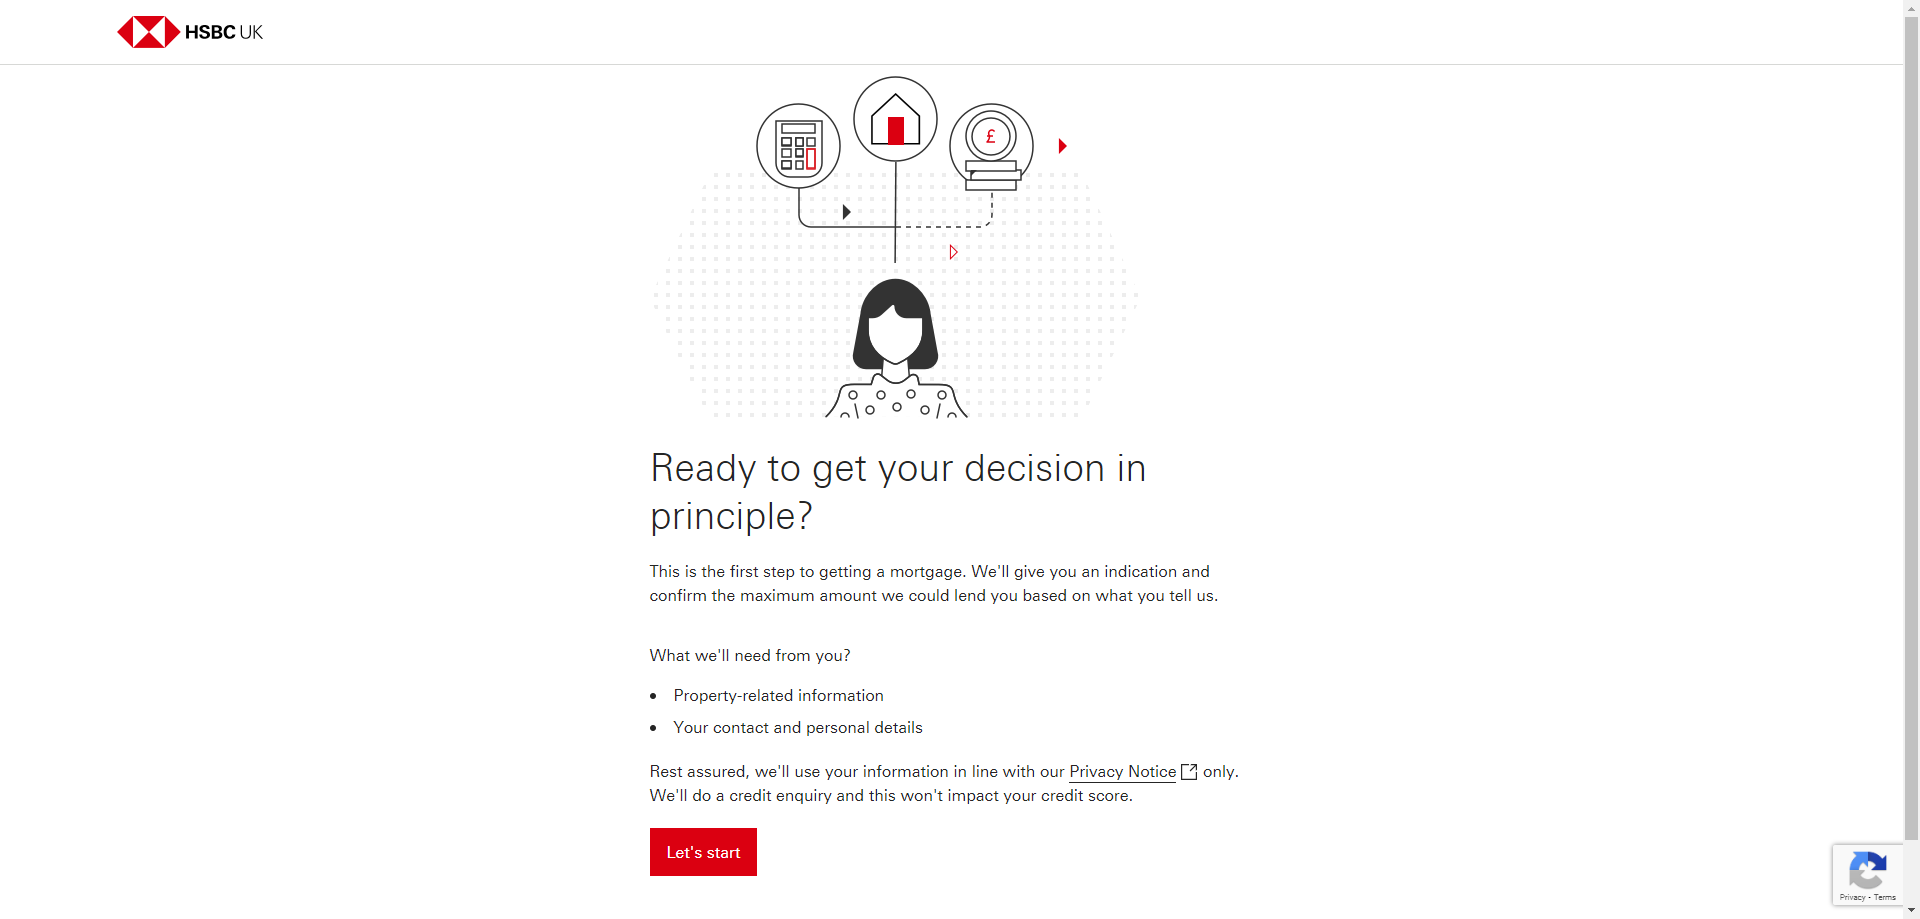 HSBC UK
£
Ready to get your decision in
principle?
This is the first step to getting a mortgage. We'll give you an indication and
confirm the maximum amount we could lend you based on what you tell us.
What we'll need from you?
• Property-related information
• Your contact and personal details
Rest assured, we'll use your information in line with our Privacy Notice only.
We'll do a credit enquiry and this won't impact your credit score.
Let's start
Privacy - Terms